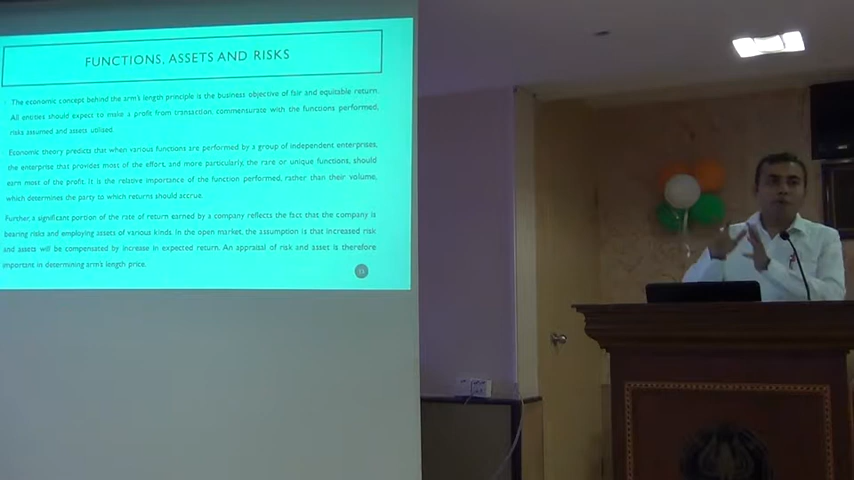 FUNCTIONS, ASSETS AND RISKS
The economic concept behind the arm's length principle is the business objective of fair and equitable return.
All entities should expect to make a profit from transaction, commensurate with the functions performed,
risks assumed and assets utilised.
Economic theory predicts that when various functions are performed by a group of independent enterprises,
the enterprise that provides most of the effort, and more particularly, the rare or unique functions, should
earn most of the profit. It is the relative importance of the function performed, rather than their volume,
which determines the party to which returns should accrue.
Further, a significant portion of the rate of return earned by a company reflects the fact that the company is
bearing risks and employing assets of various kinds. In the open market, the assumption is that increased risk
and assets will be compensated by increase in expected return. An appraisal of risk and asset is therefore
important in determining arm's length price.